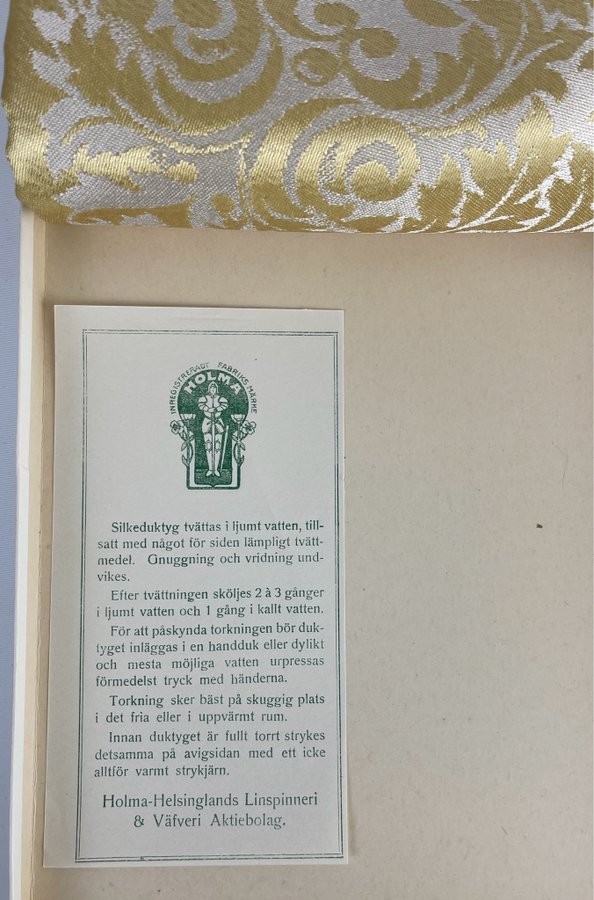 INREGISTRERADT FABRIKS MÄRKE
HOLMA
Silkeduktyg tvättas i ljumt vatten, till-
satt med något för siden lämpligt tvätt-
medel. Gnuggning och vridning und-
vikes.
Efter tvättningen sköljes 2 à 3 gånger
i ljumt vatten och 1 gång i kallt vatten.
För att påskynda torkningen bör duk-
tyget inläggas i en handduk eller dylikt
och mesta möjliga vatten urpressas
förmedelst tryck med händerna.
Torkning sker bäst på skuggig plats
i det fria eller i uppvärmt rum.
Innan duktyget är fullt torrt strykes
detsamma på avigsidan med ett icke
alltför varmt strykjärn.
Holma-Helsinglands Linspinneri
& Väfveri Aktiebolag.